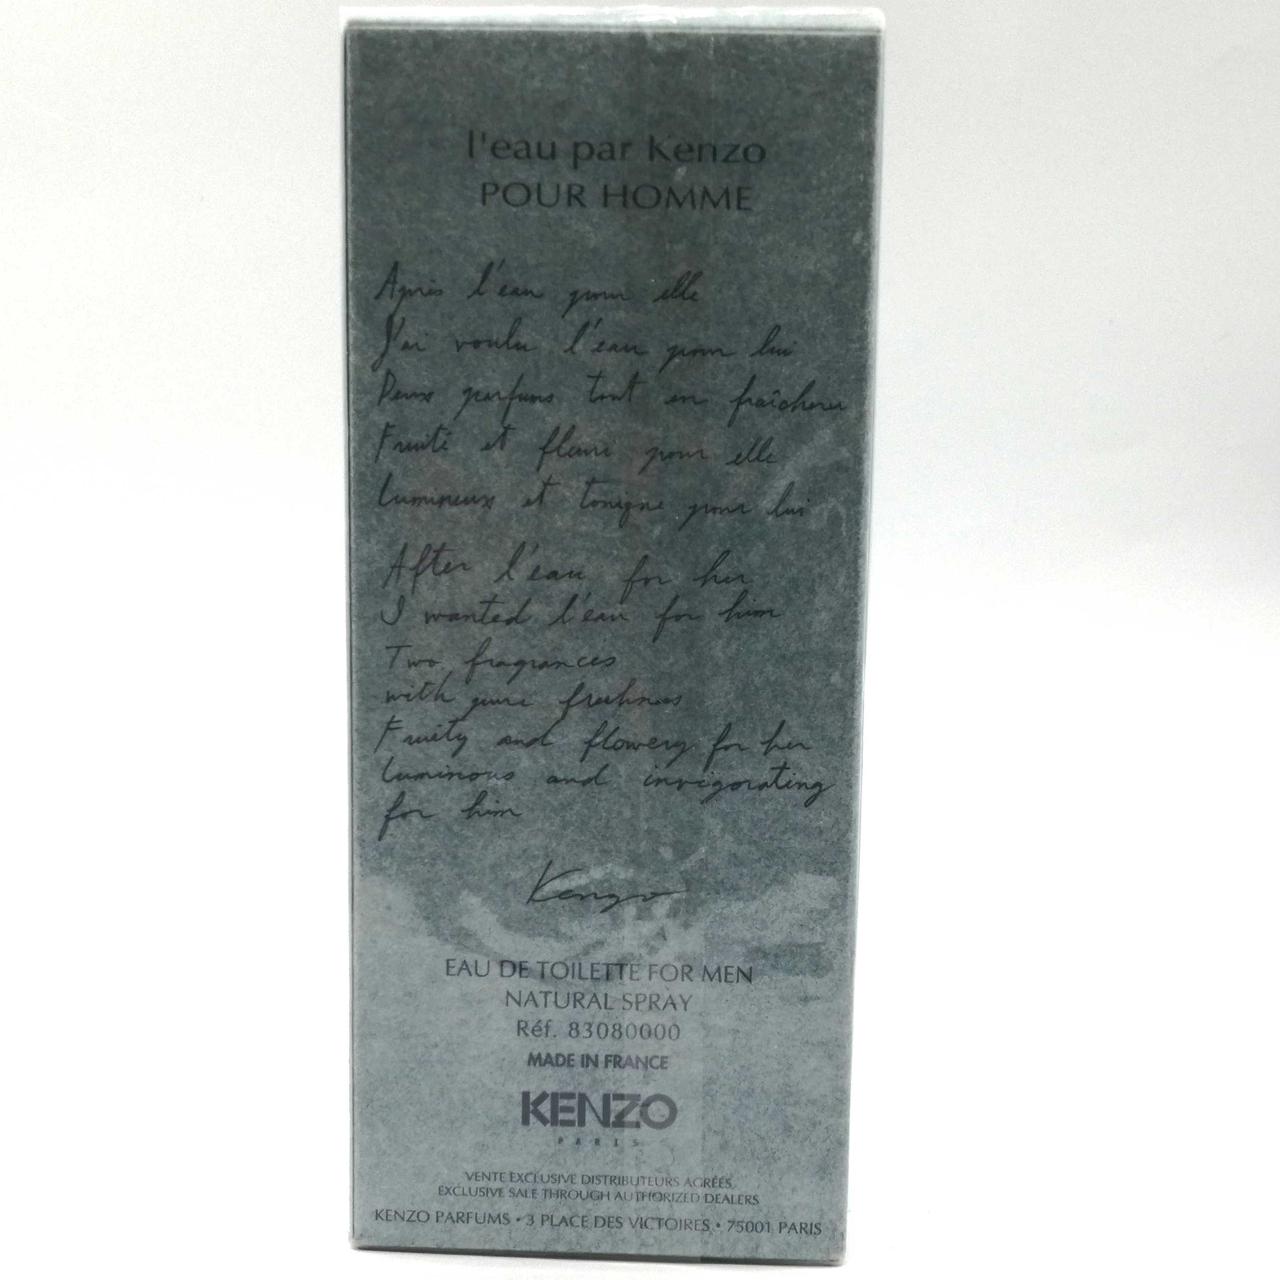 l'eau par Kenzo
POUR HOMME
Après l'eau pour elle
J'ai voulu l'eau pour lui
Deux parfums tout en fraîcheur
Fruité et fleuri pour elle
Lumineux et tonique pour lui
After l'eau for her
I wanted l'eau for him
Two fragrances
with pure freshness
Fruity and flowery for her
Luminous and invigorating
for him
Kenzo
EAU DE TOILETTE FOR MEN
NATURAL SPRAY
Réf. 83080000
MADE IN FRANCE
KENZO
PARIS
VENTE EXCLUSIVE DISTRIBUTEURS AGRÉÉS
EXCLUSIVE SALE THROUGH AUTHORIZED DEALERS
KENZO PARFUMS • 3 PLACE DES VICTOIRES • 75001 PARIS